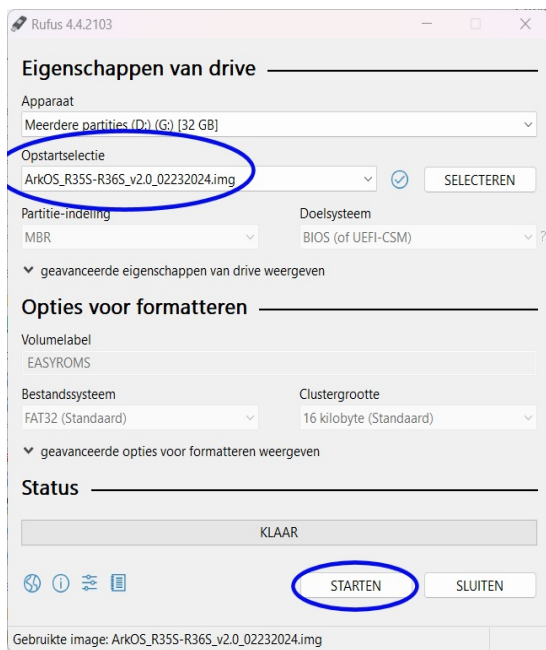 Rufus 4.4.2103
Eigenschappen van drive
Apparaat
Meerdere partities (D:) (G:) [32 GB]
Opstartselectie
ArkOS_R35S-R36S_v2.0_02232024.img
SELECTEREN
Partitie-indeling
Doelsysteem
MBR
BIOS (of UEFI-CSM)
?
geavanceerde eigenschappen van drive weergeven
Opties voor formatteren
Volumelabel
EASYROMS
Bestandssysteem
Clustergrootte
FAT32 (Standaard)
16 kilobyte (Standaard)
geavanceerde opties voor formatteren weergeven
Status
KLAAR
STARTEN
SLUITEN
Gebruikte image: ArkOS_R35S-R36S_v2.0_02232024.img